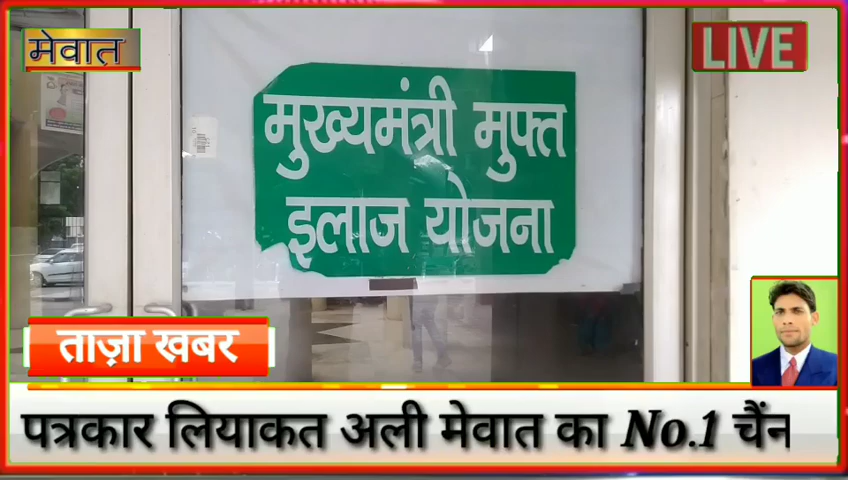 मेवात
LIVE
मुख्यमंत्री मुफ्त
इलाज योजना
ताज़ा खबर
पत्रकार लियाकत अली मेवात का No.1 चैंन